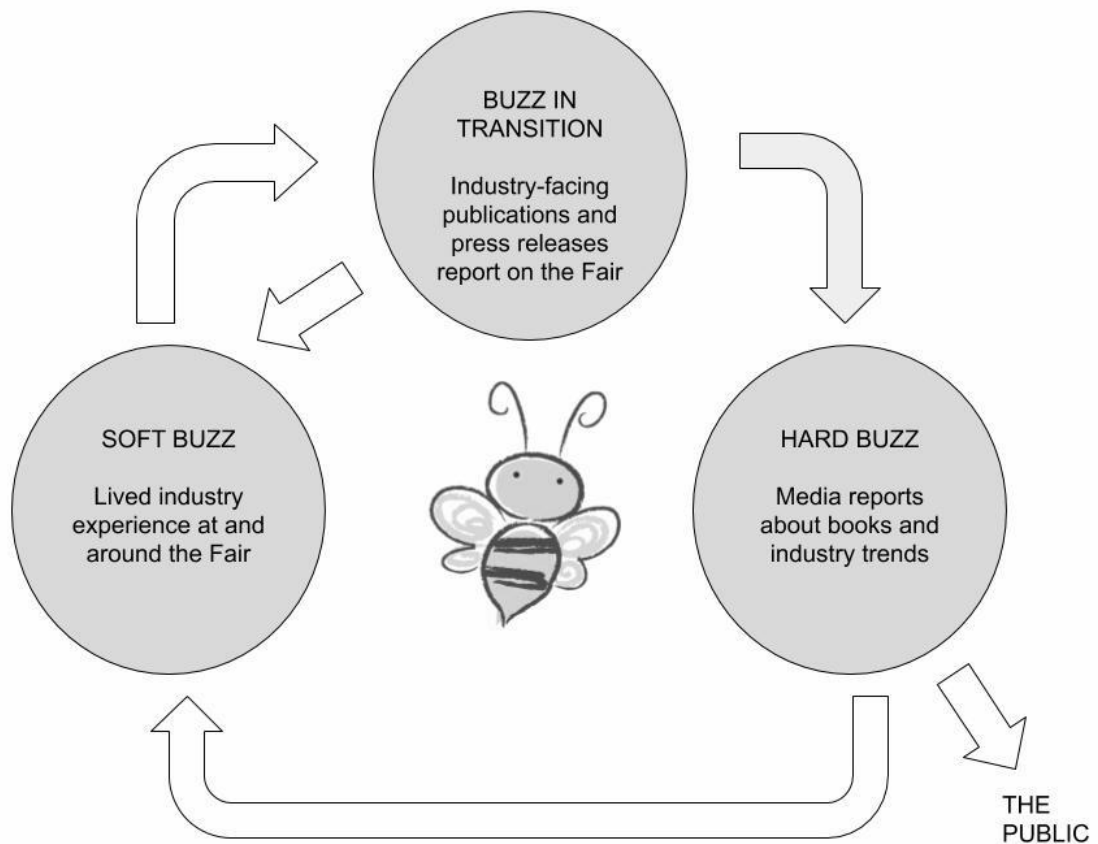 BUZZ IN
TRANSITION
Industry-facing
publications and
press releases
report on the Fair
SOFT BUZZ
Lived industry
experience at and
around the Fair
HARD BUZZ
Media reports
about books and
industry trends
THE
PUBLIC